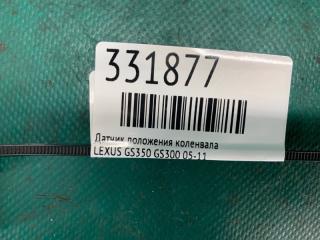 331877
Датчик положения коленвала
LEXUS GS350 GS300 05-11